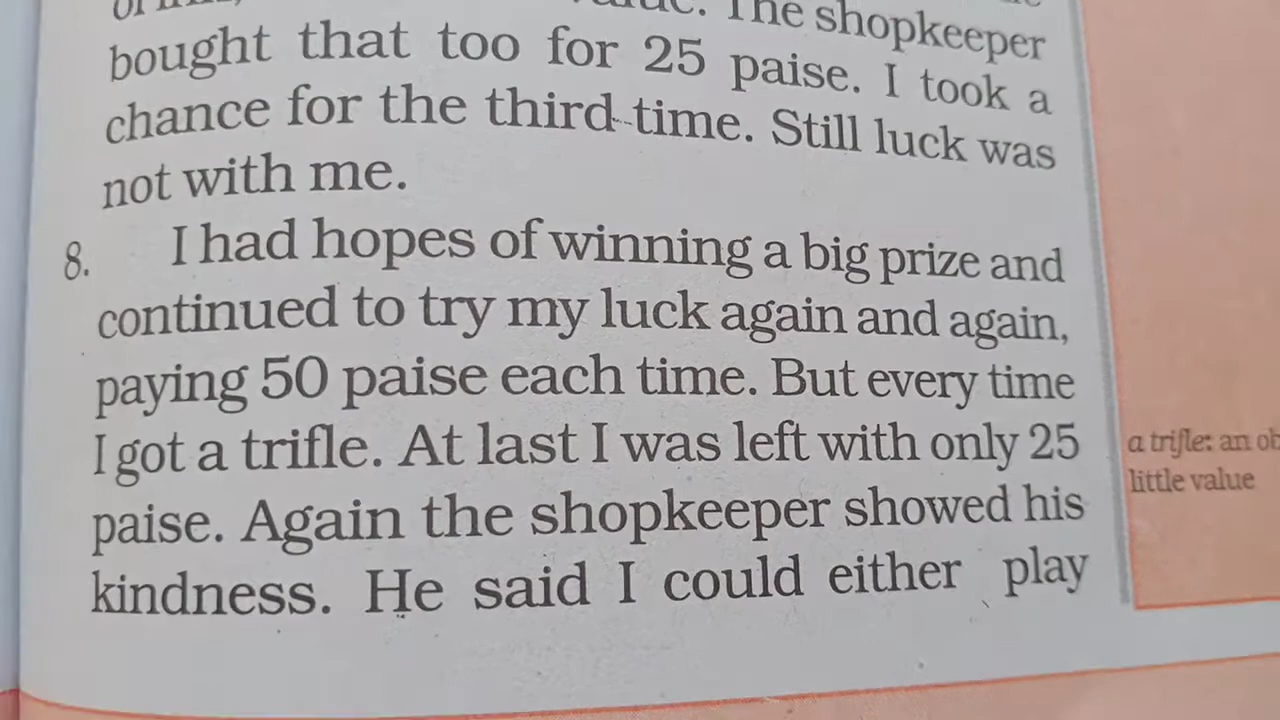 The shopkeeper
bought that too for 25 paise. I took a
chance for the third time. Still luck was
not with me.
8. I had hopes of winning a big prize and
continued to try my luck again and again,
paying 50 paise each time. But every time
I got a trifle. At last I was left with only 25
paise. Again the shopkeeper showed his
kindness. He said I could either play
a trifle: an
little value